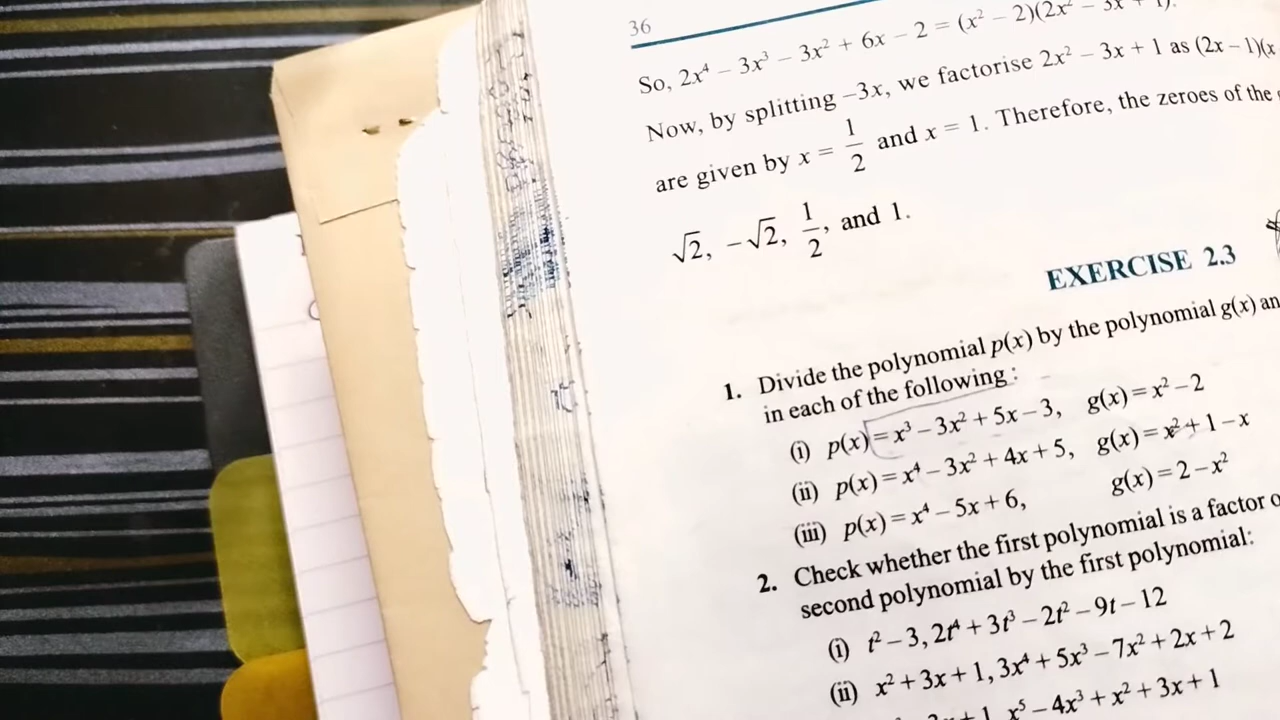 36
So, 2x⁴ − 3x³ − 3x² + 6x − 2 = (x² − 2)(2x² − 3x + 1).
Now, by splitting −3x, we factorise 2x² − 3x + 1 as (2x − 1)(x
are given by x = 1/2 and x = 1. Therefore, the zeroes of the
√2, −√2, 1/2, and 1.
EXERCISE 2.3
1. Divide the polynomial p(x) by the polynomial g(x) an
in each of the following :
(i) p(x) = x³ − 3x² + 5x − 3, g(x) = x² − 2
(ii) p(x) = x⁴ − 3x² + 4x + 5, g(x) = x² + 1 − x
(iii) p(x) = x⁴ − 5x + 6, g(x) = 2 − x²
2. Check whether the first polynomial is a factor o
second polynomial by the first polynomial:
(i) t² − 3, 2t⁴ + 3t³ − 2t² − 9t − 12
(ii) x² + 3x + 1, 3x⁴ + 5x³ − 7x² + 2x + 2
+ 1, x⁵ − 4x³ + x² + 3x + 1